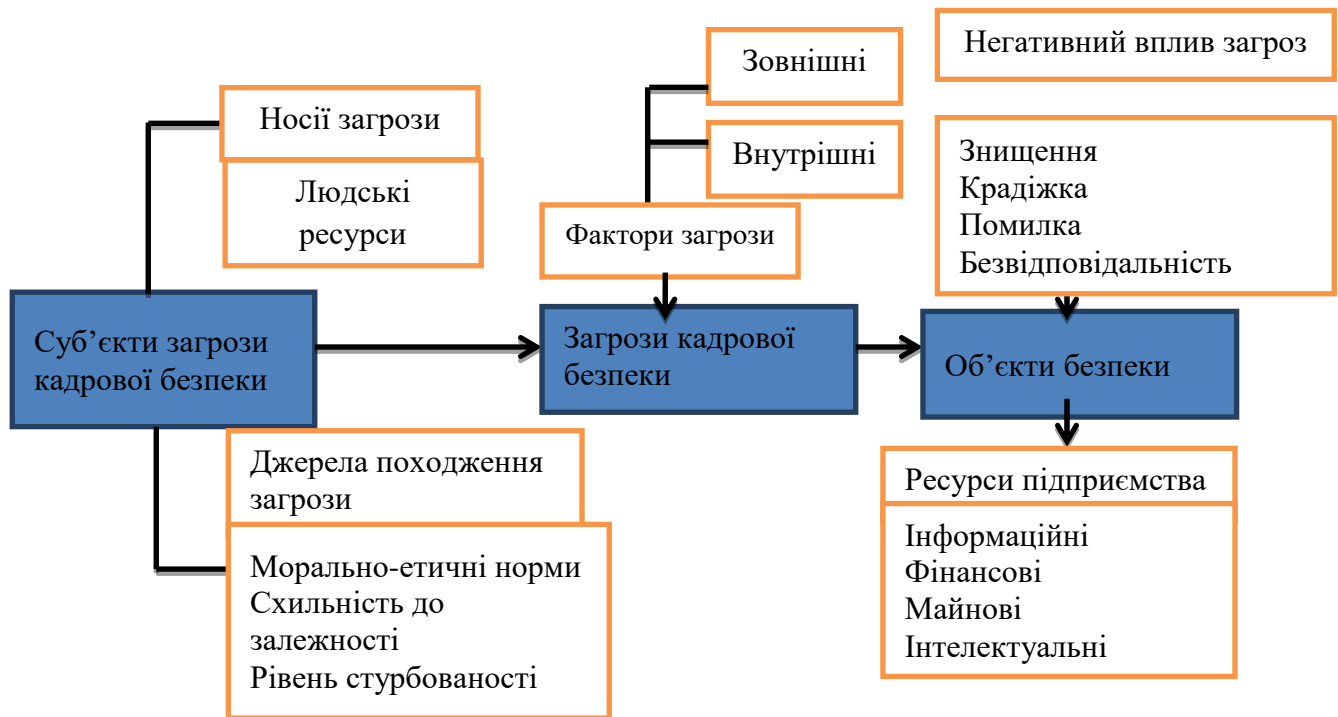 Носії загрози
Людські
ресурси
Суб’єкти загрози
кадрової безпеки
Джерела походження
загрози
Морально-етичні норми
Схильність до
залежності
Рівень стурбованості
Зовнішні
Внутрішні
Фактори загрози
Загрози кадрової
безпеки
Негативний вплив загроз
Знищення
Крадіжка
Помилка
Безвідповідальність
Об’єкти безпеки
Ресурси підприємства
Інформаційні
Фінансові
Майнові
Інтелектуальні